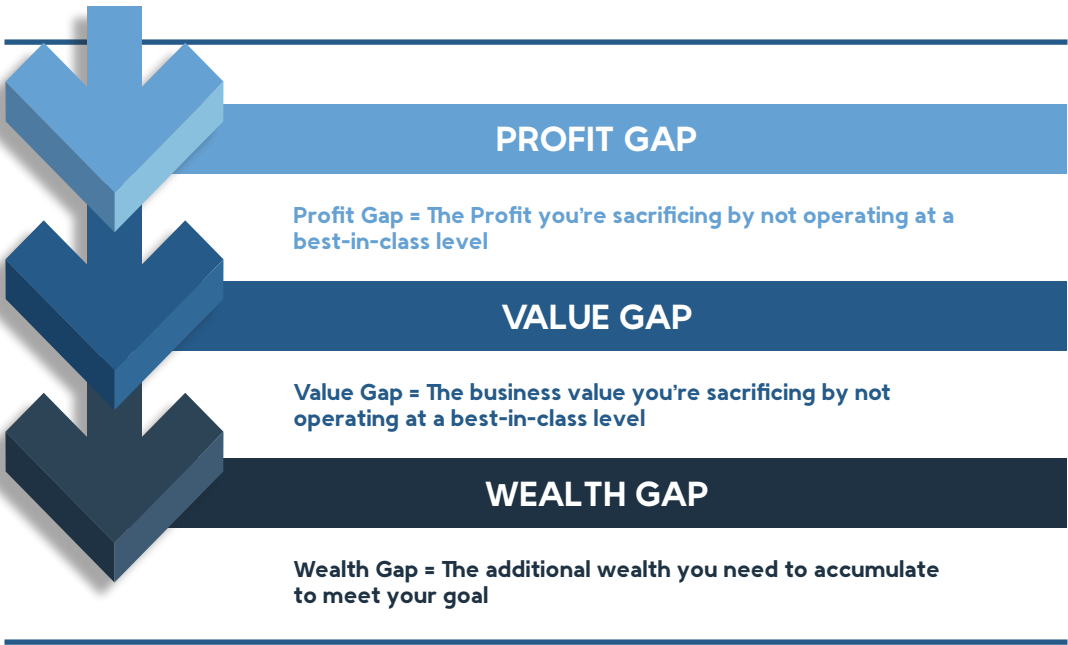 PROFIT GAP
Profit Gap = The Profit you're sacrificing by not operating at a
best-in-class level
VALUE GAP
Value Gap = The business value you're sacrificing by not
operating at a best-in-class level
WEALTH GAP
Wealth Gap = The additional wealth you need to accumulate
to meet your goal